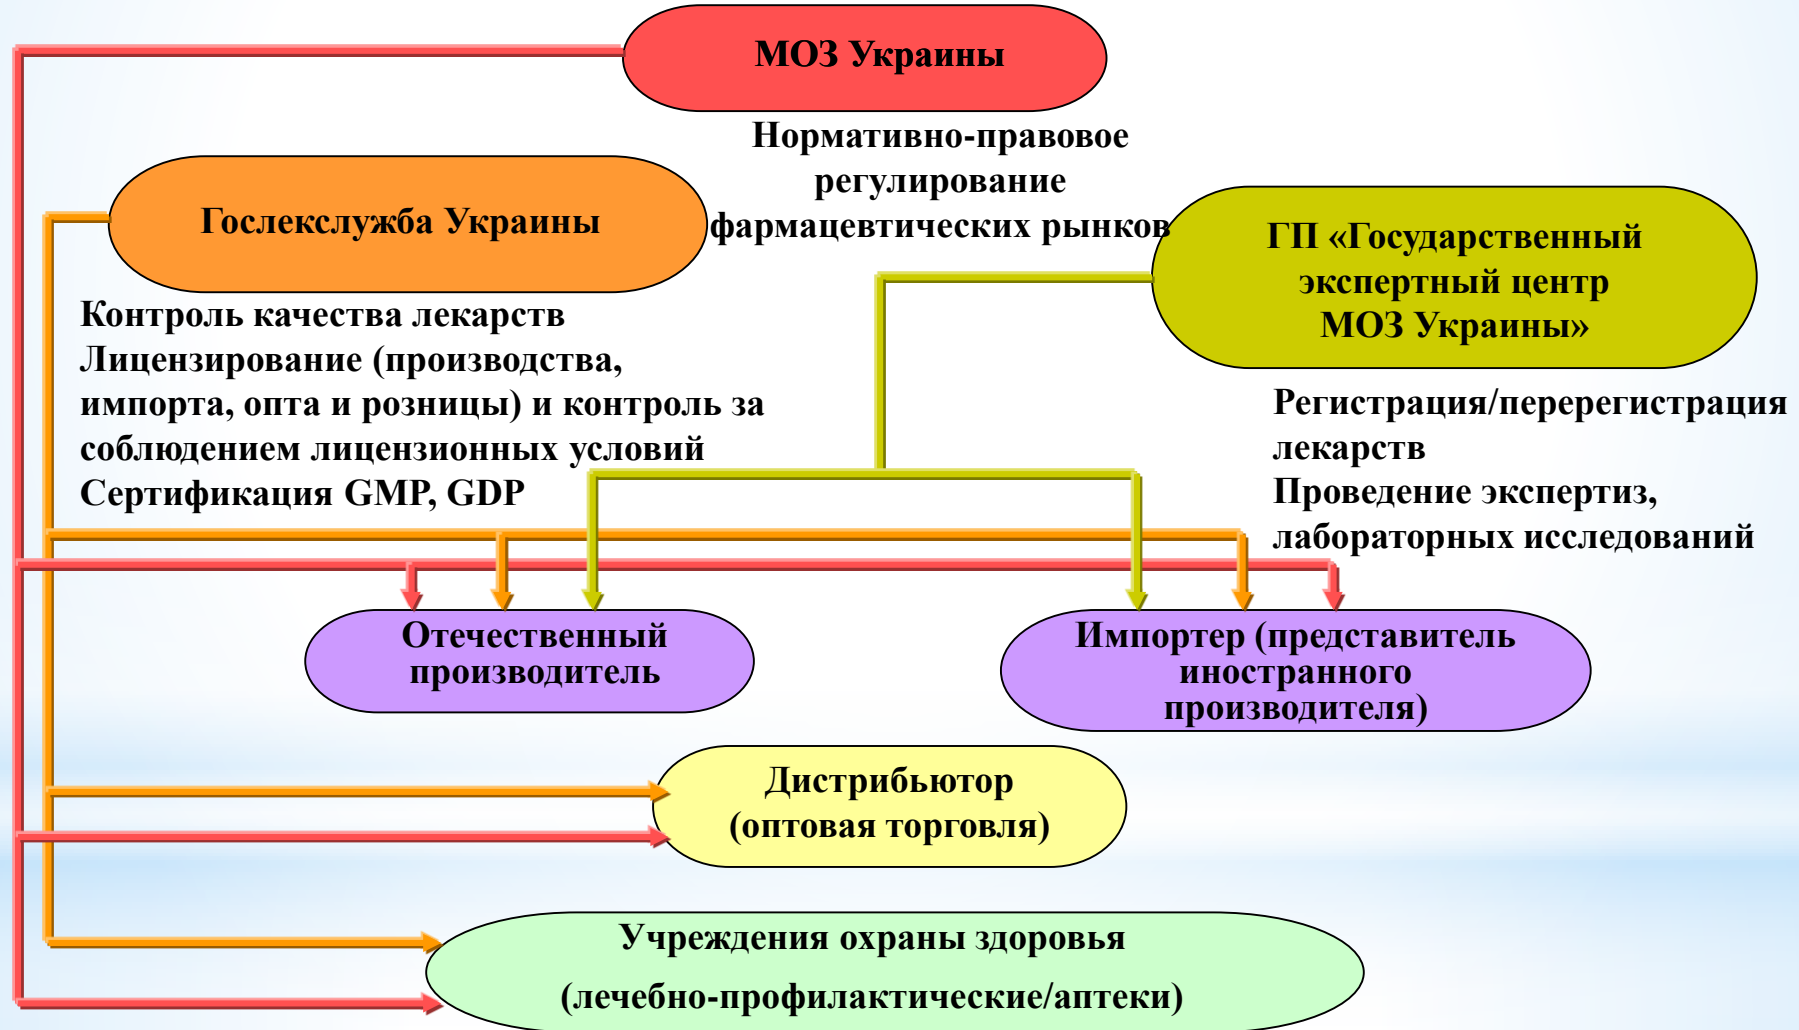 МОЗ Украины
Нормативно-правовое
регулирование
фармацевтических рынков
Гослекслужба Украины
Контроль качества лекарств
Лицензирование (производства,
импорта, опта и розницы) и контроль за
соблюдением лицензионных условий
Сертификация GMP, GDP
ГП «Государственный
экспертный центр
МОЗ Украины»
Регистрация/перерегистрация
лекарств
Проведение экспертиз,
лабораторных исследований
Отечественный
производитель
Импортер (представитель
иностранного
производителя)
Дистрибьютор
(оптовая торговля)
Учреждения охраны здоровья
(лечебно-профилактические/аптеки)